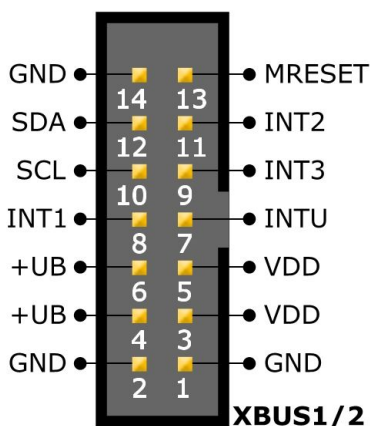 GND MRESET
14 13
SDA INT2
12 11
SCL INT3
10 9
INT1 INTU
8 7
+UB VDD
6 5
+UB VDD
4 3
GND GND
2 1
XBUS1/2